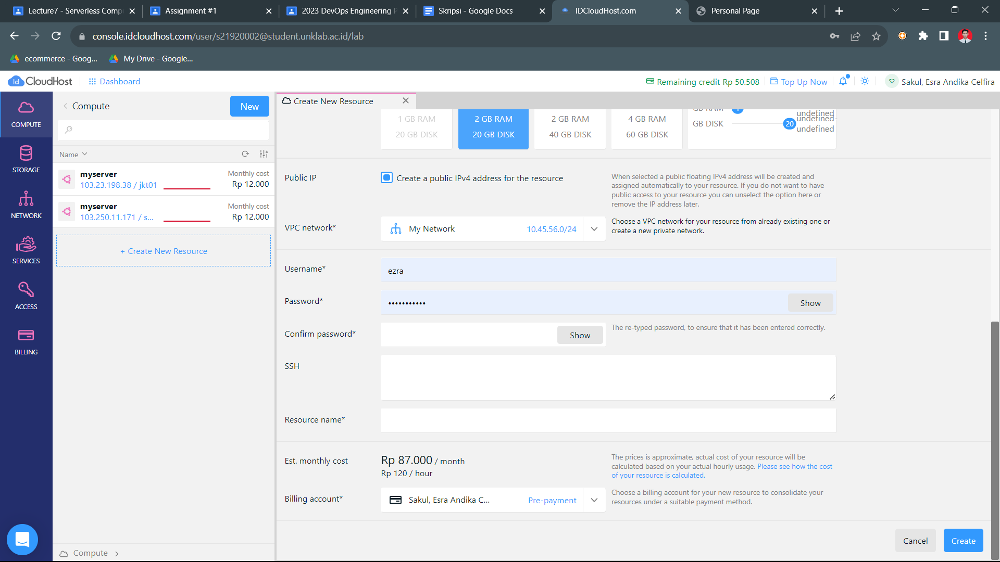 Lecture7 - Serverless Comp
Assignment #1
2023 DevOps Engineering P
Skripsi - Google Docs
IDCloudHost.com
Personal Page
console.idcloudhost.com/user/s21920002@student.unklab.ac.id/lab
ecommerce - Goog...
My Drive - Google...
Id CloudHost
Dashboard
Remaining credit Rp 50.508
Top Up Now
S2
Sakul, Esra Andika Celfira
COMPUTE
STORAGE
NETWORK
SERVICES
ACCESS
BILLING
Compute
New
Name
myserver
103.23.198.38 / jkt01
Monthly cost
Rp 12.000
myserver
103.250.11.171 / s...
Monthly cost
Rp 12.000
+ Create New Resource
Compute
Create New Resource
1 GB RAM
20 GB DISK
2 GB RAM
20 GB DISK
2 GB RAM
40 GB DISK
4 GB RAM
60 GB DISK
GB RAM
undefined
undefined-
GB DISK
20
undefined
Public IP
Create a public IPv4 address for the resource
When selected a public floating IPv4 address will be created and
assigned automatically to your resource. If you do not want to have
public access to your resource you can unselect the option here or
remove the IP address later.
VPC network*
My Network
10.45.56.0/24
Choose a VPC network for your resource from already existing one or
create a new private network.
Username*
ezra
Password*
•••••••••••
Show
Confirm password*
Show
The re-typed password, to ensure that it has been entered correctly.
SSH
Resource name*
Est. monthly cost
Rp 87.000 / month
Rp 120 / hour
The prices is approximate, actual cost of your resource will be
calculated based on your actual hourly usage. Please see how the cost
of your resource is calculated.
Billing account*
Sakul, Esra Andika C...
Pre-payment
Choose a billing account for your new resource to consolidate your
resources under a suitable payment method.
Cancel
Create